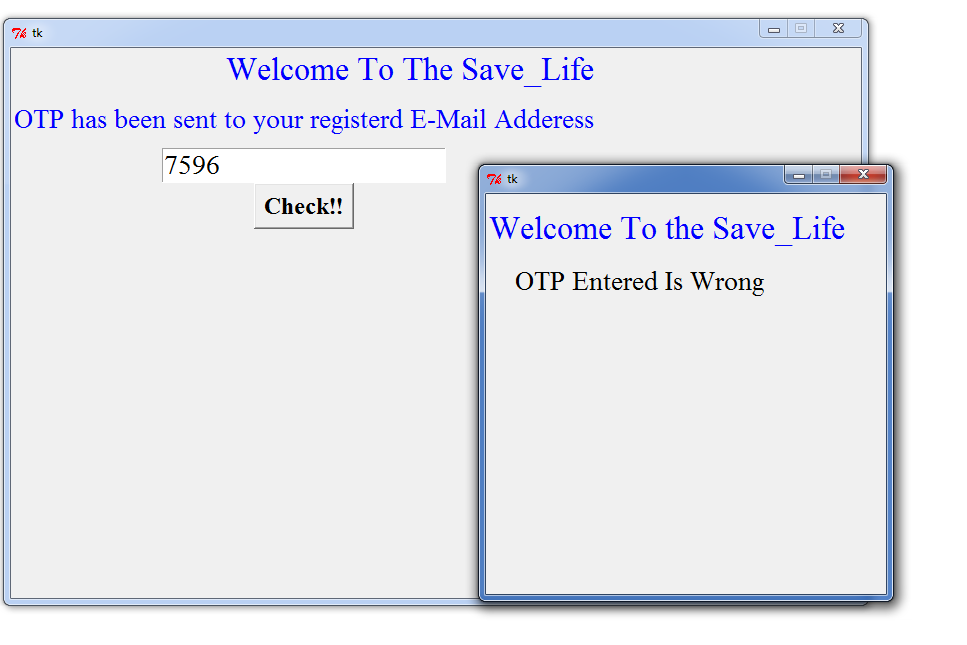 tk
Welcome To The Save_Life
OTP has been sent to your registerd E-Mail Adderess
7596
Check!!
tk
Welcome To the Save_Life
OTP Entered Is Wrong